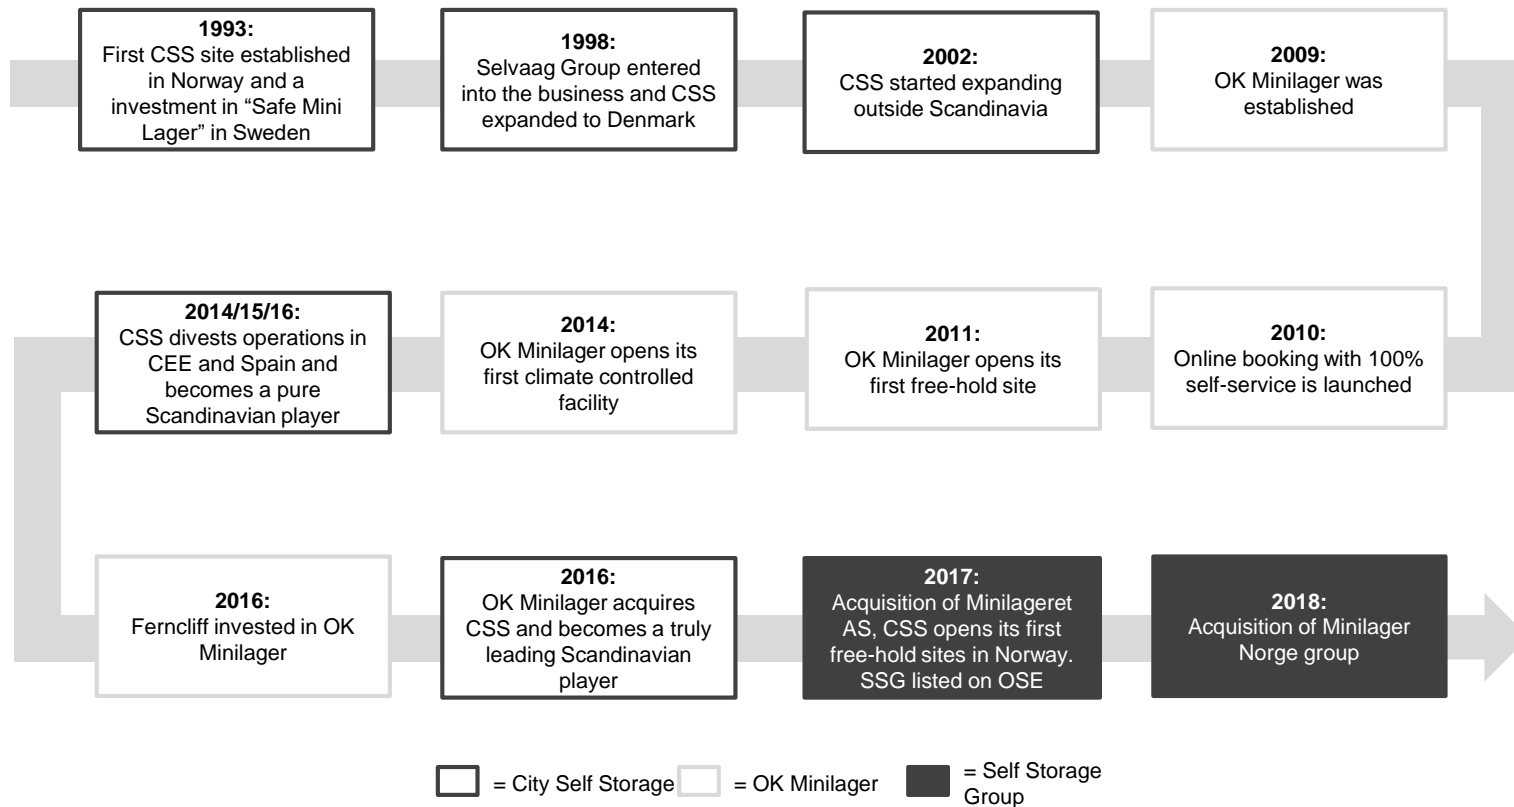 1993:
First CSS site established
in Norway and a
investment in “Safe Mini
Lager” in Sweden
1998:
Selvaag Group entered
into the business and CSS
expanded to Denmark
2002:
CSS started expanding
outside Scandinavia
2009:
OK Minilager was
established
2010:
Online booking with 100%
self-service is launched
2011:
OK Minilager opens its
first free-hold site
2014:
OK Minilager opens its
first climate controlled
facility
2014/15/16:
CSS divests operations in
CEE and Spain and
becomes a pure
Scandinavian player
2016:
Ferncliff invested in OK
Minilager
2016:
OK Minilager acquires
CSS and becomes a truly
leading Scandinavian
player
2017:
Acquisition of Minilageret
AS, CSS opens its first
free-hold sites in Norway.
SSG listed on OSE
2018:
Acquisition of Minilager
Norge group
= City Self Storage
= OK Minilager
= Self Storage
Group